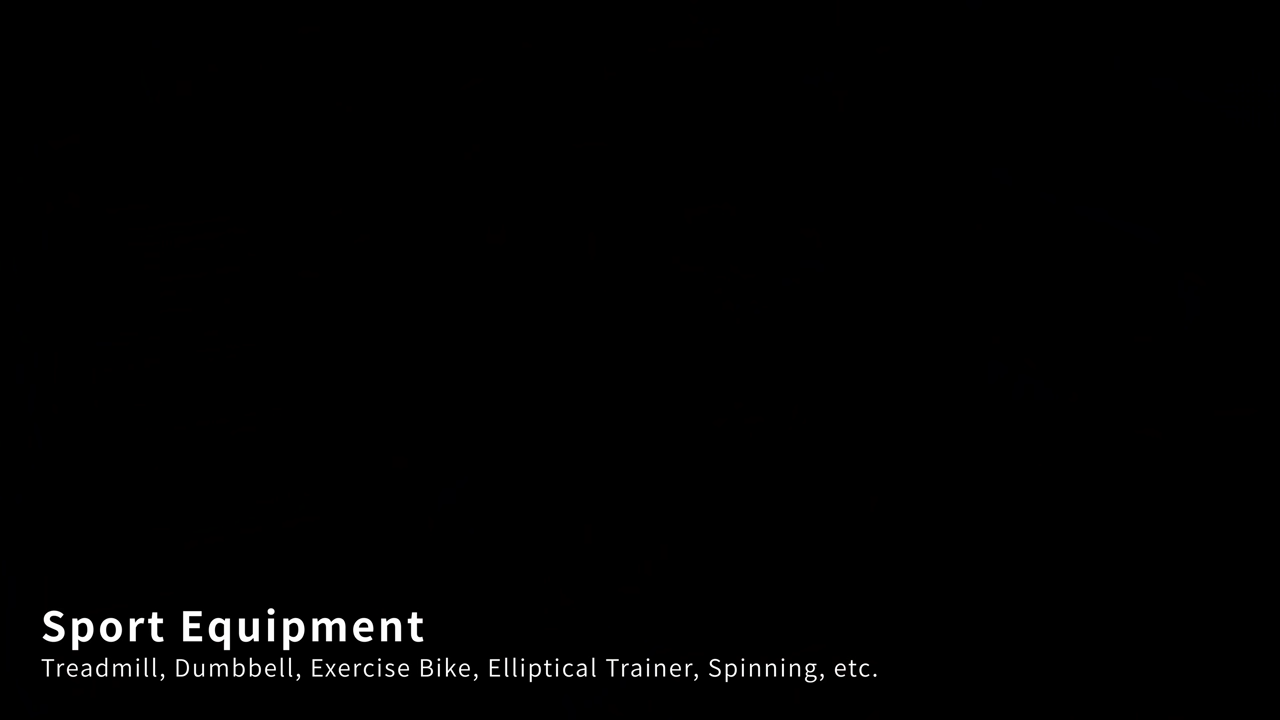 Sport Equipment
Treadmill, Dumbbell, Exercise Bike, Elliptical Trainer, Spinning, etc.